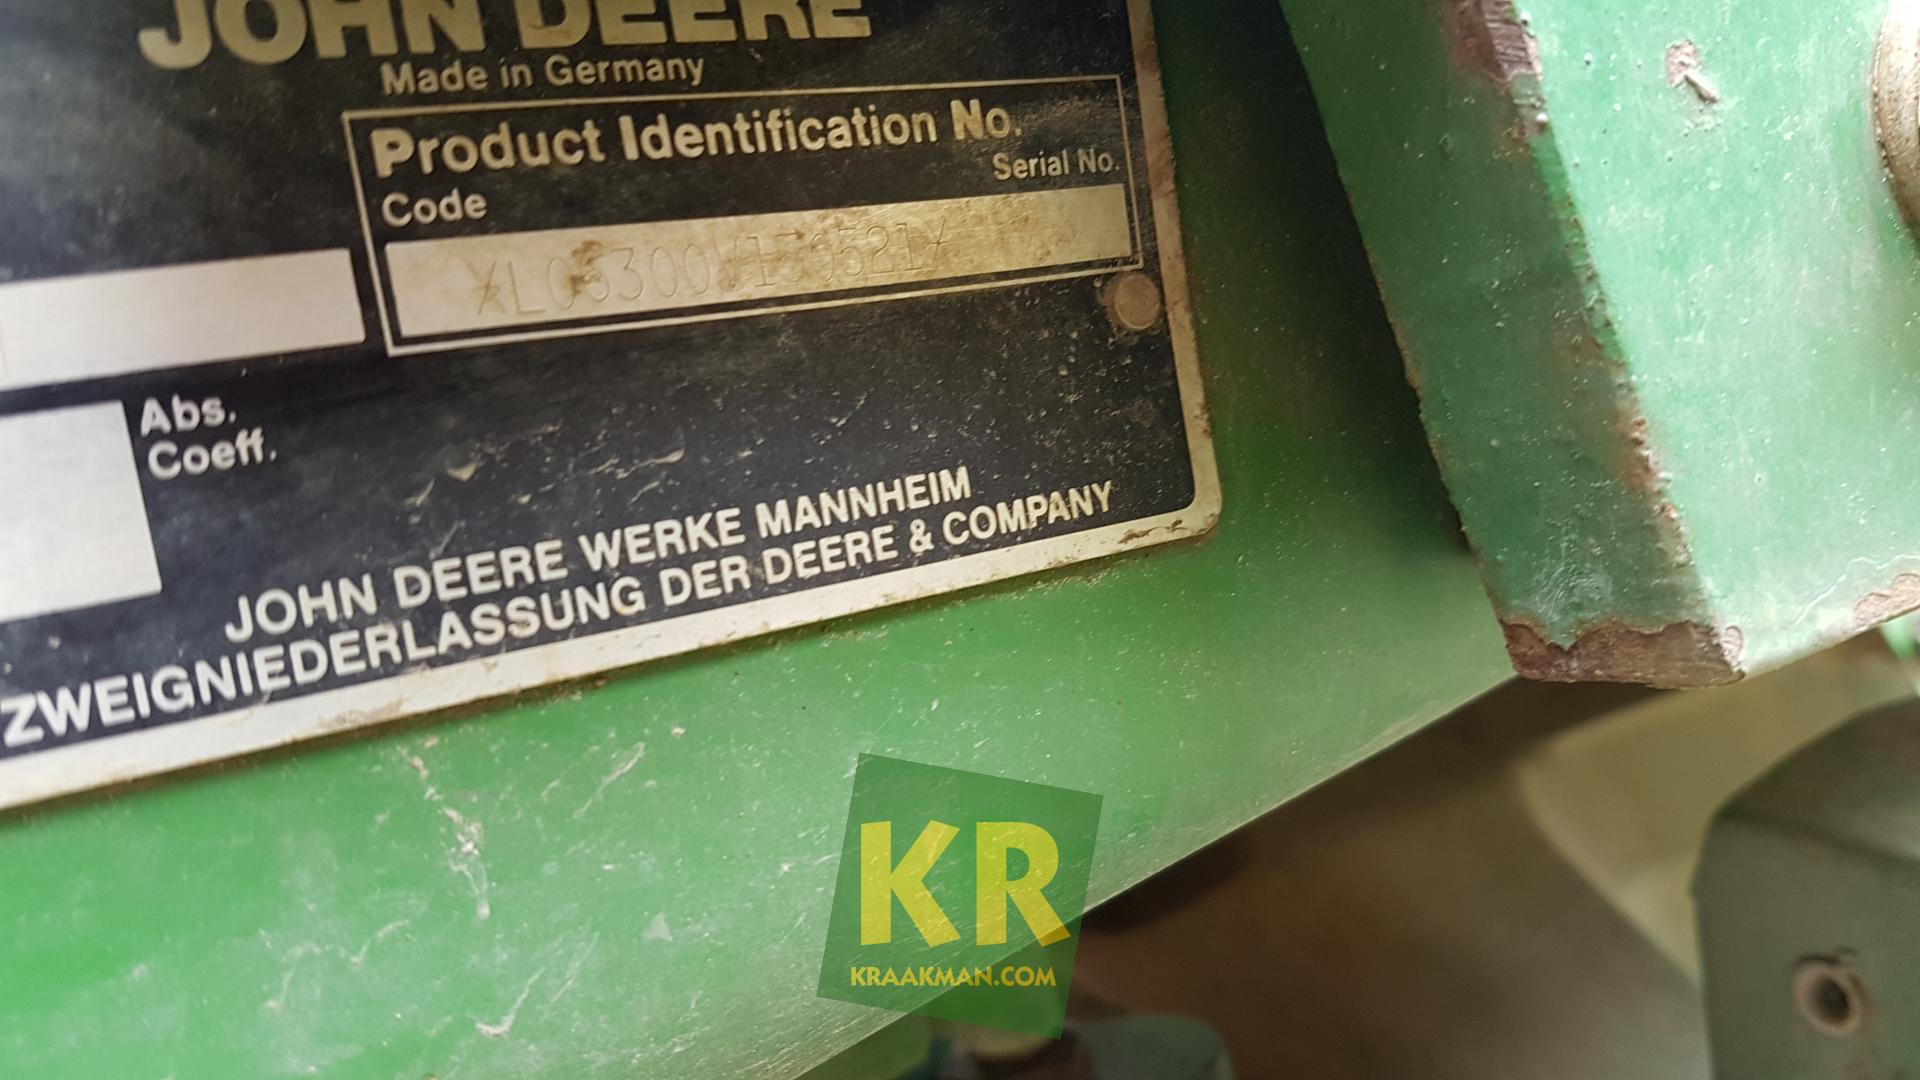 JOHN DEERE
Made in Germany
Product Identification No.
Serial No.
Code
Abs.
Coeff.
JOHN DEERE WERKE MANNHEIM
ZWEIGNIEDERLASSUNG DER DEERE & COMPANY
KR
KRAAKMAN.COM